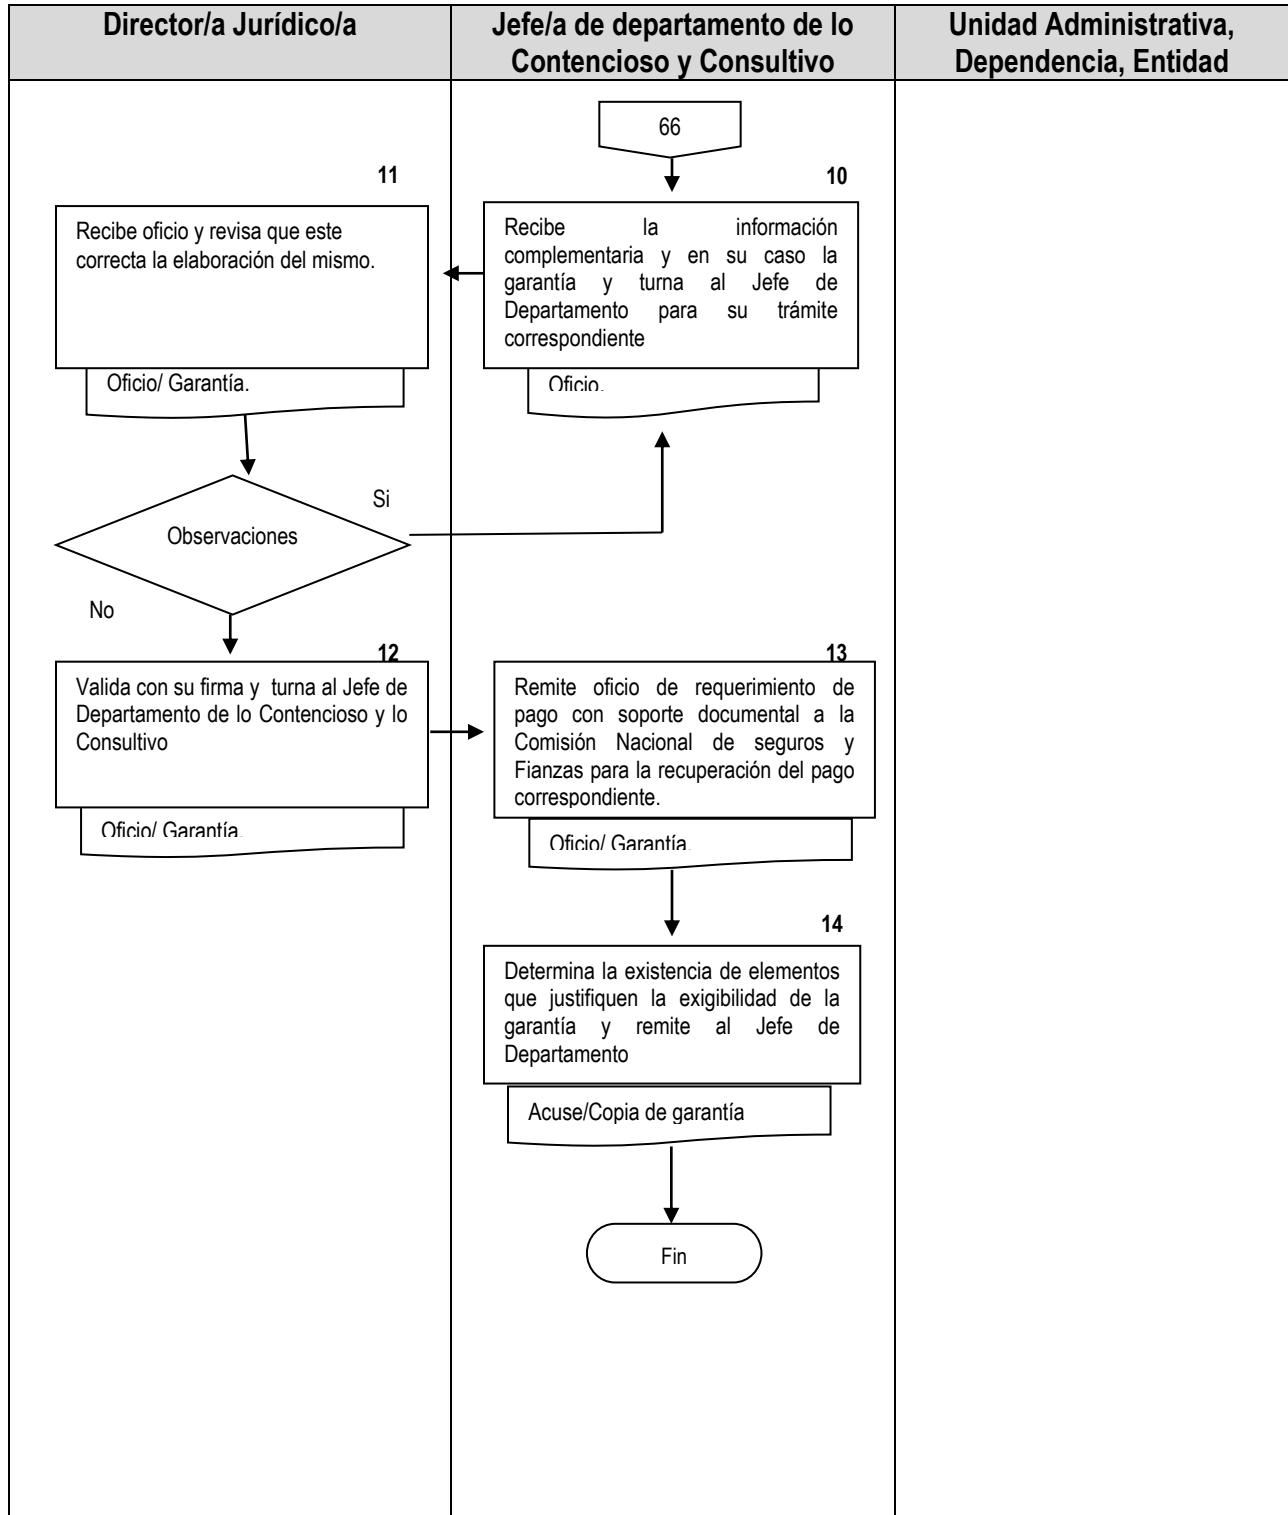 Director/a Jurídico/a
Jefe/a de departamento de lo
Contencioso y Consultivo
Unidad Administrativa,
Dependencia, Entidad
66
10
Recibe la información
complementaria y en su caso la
garantía y turna al Jefe de
Departamento para su trámite
correspondiente
Oficio.
11
Recibe oficio y revisa que este
correcta la elaboración del mismo.
Oficio/ Garantía.
Observaciones
Si
No
12
Valida con su firma y turna al Jefe de
Departamento de lo Contencioso y lo
Consultivo
Oficio/ Garantía.
13
Remite oficio de requerimiento de
pago con soporte documental a la
Comisión Nacional de seguros y
Fianzas para la recuperación del pago
correspondiente.
Oficio/ Garantía.
14
Determina la existencia de elementos
que justifiquen la exigibilidad de la
garantía y remite al Jefe de
Departamento
Acuse/Copia de garantía
Fin